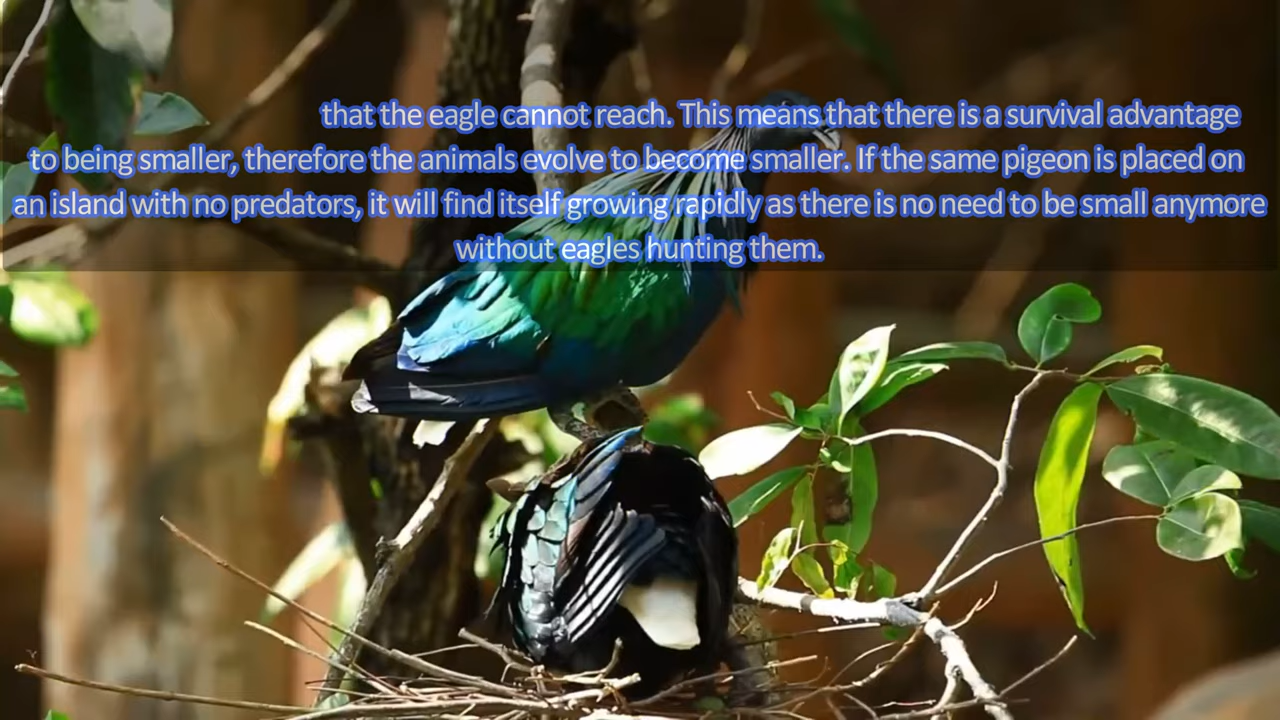 that the eagle cannot reach. This means that there is a survival advantage
to being smaller, therefore the animals evolve to become smaller. If the same pigeon is placed on
an island with no predators, it will find itself growing rapidly as there is no need to be small anymore
without eagles hunting them.